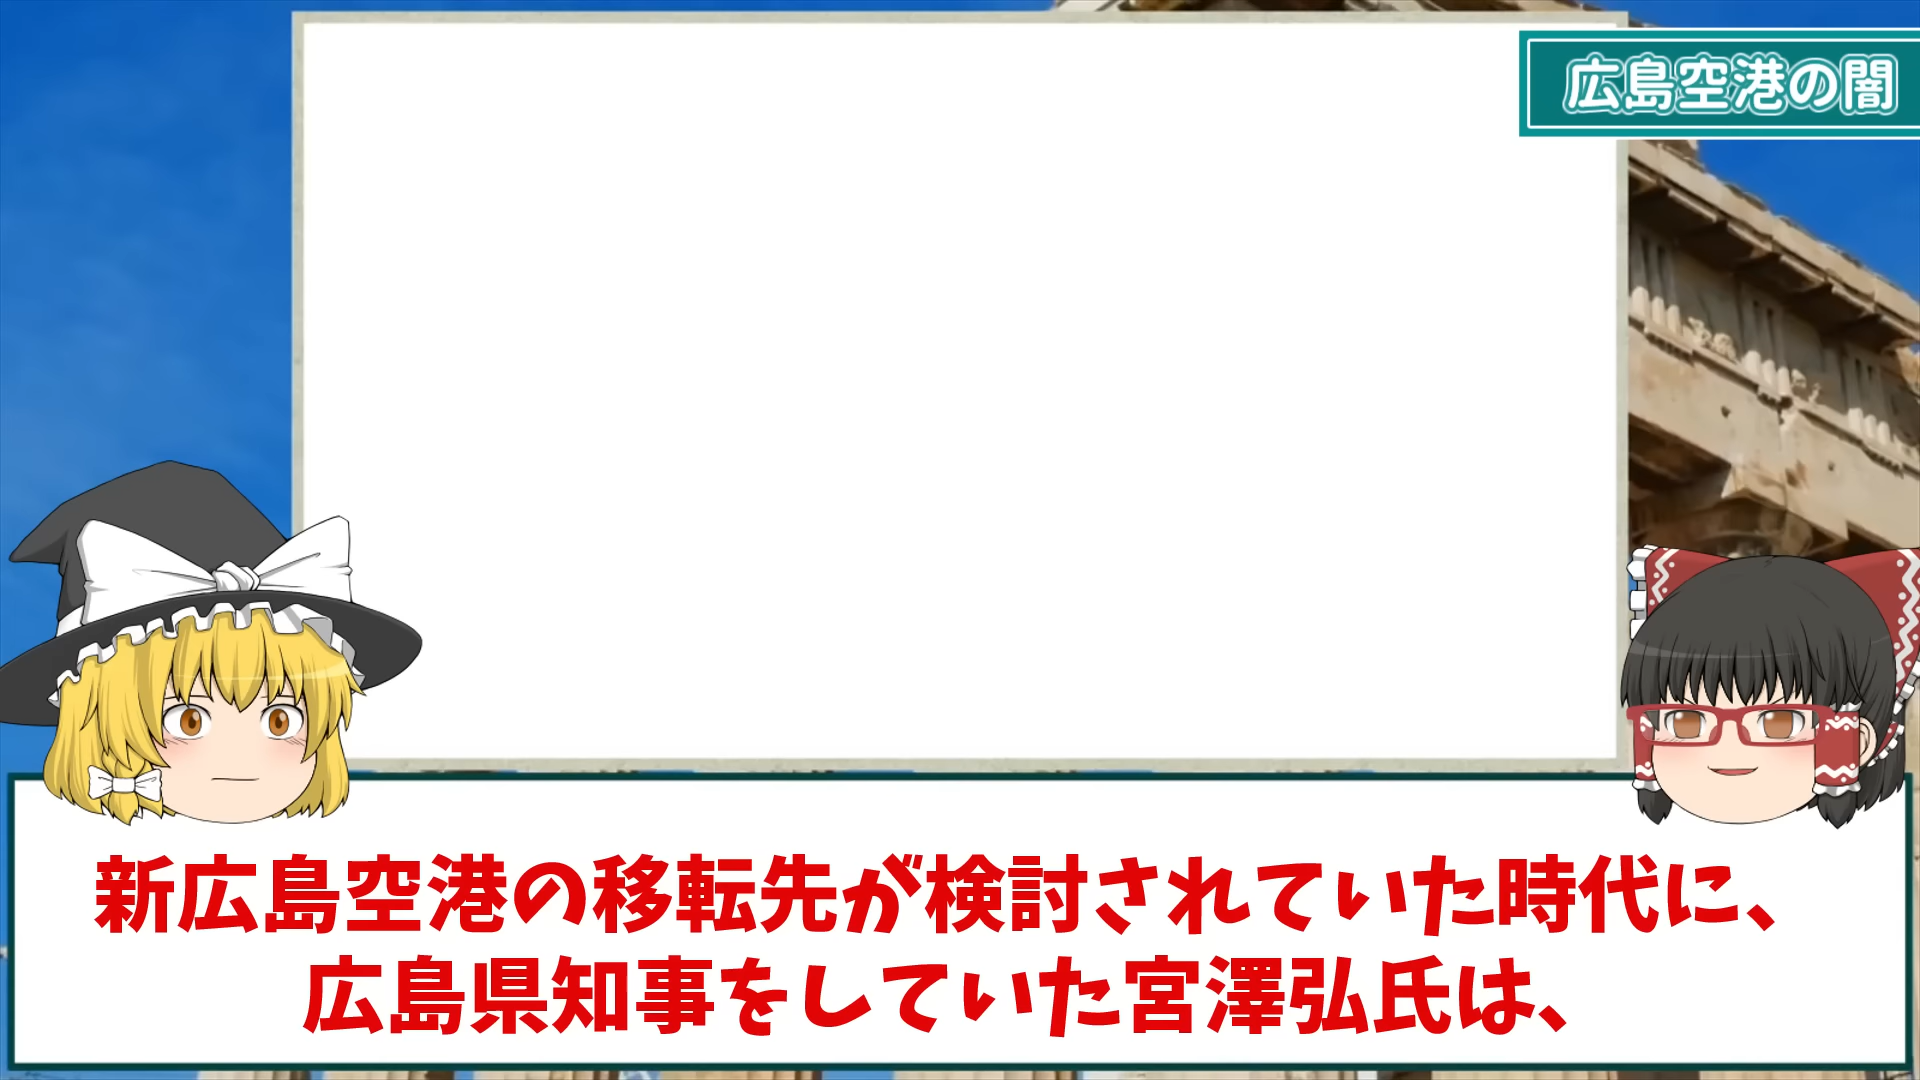 広島空港の闇
新広島空港の移転先が検討されていた時代に、
広島県知事をしていた宮澤弘氏は、